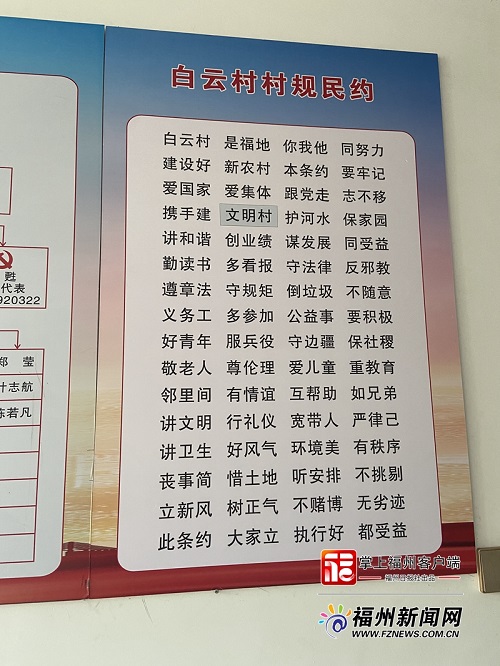 白云村村规民约
白云村 是福地 你我他 同努力
建设好 新农村 本条约 要牢记
爱国家 爱集体 跟党走 志不移
携手建 文明村 护河水 保家园
讲和谐 创业绩 谋发展 同受益
勤读书 多看报 守法律 反邪教
遵章法 守规矩 倒垃圾 不随意
义务工 多参加 公益事 要积极
好青年 服兵役 守边疆 保社稷
敬老人 尊伦理 爱儿童 重教育
邻里间 有情谊 互帮助 如兄弟
讲文明 行礼仪 宽带人 严律己
讲卫生 好风气 环境美 有秩序
丧事简 惜土地 听安排 不挑剔
立新风 树正气 不赌博 无劣迹
此条约 大家立 执行好 都受益
甦
代表
920322
郑 莹
叶志航
陈若凡
掌上福州客户端
福州日报社出品
福州新闻网
WWW.FZNEWS.COM.CN